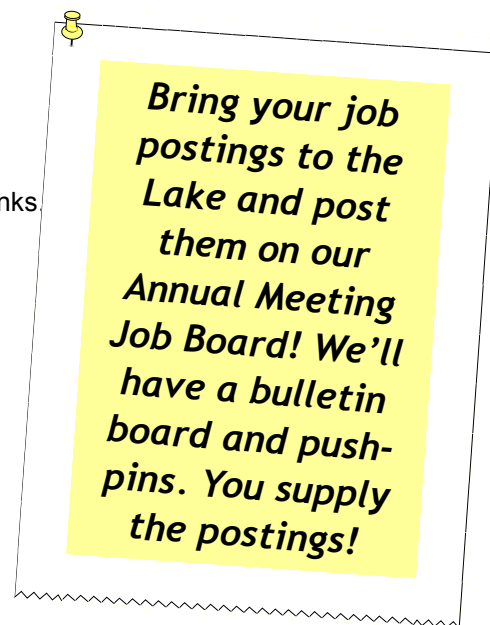 nks.
Bring your job
postings to the
Lake and post
them on our
Annual Meeting
Job Board! We’ll
have a bulletin
board and push-
pins. You supply
the postings!